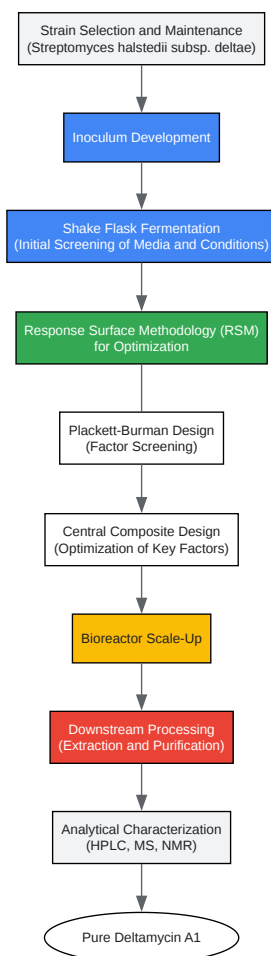 Strain Selection and Maintenance
(Streptomyces halstedii subsp. deltae)
Inoculum Development
Shake Flask Fermentation
(Initial Screening of Media and Conditions)
Response Surface Methodology (RSM)
for Optimization
Plackett-Burman Design
(Factor Screening)
Central Composite Design
(Optimization of Key Factors)
Bioreactor Scale-Up
Downstream Processing
(Extraction and Purification)
Analytical Characterization
(HPLC, MS, NMR)
Pure Deltamycin A1